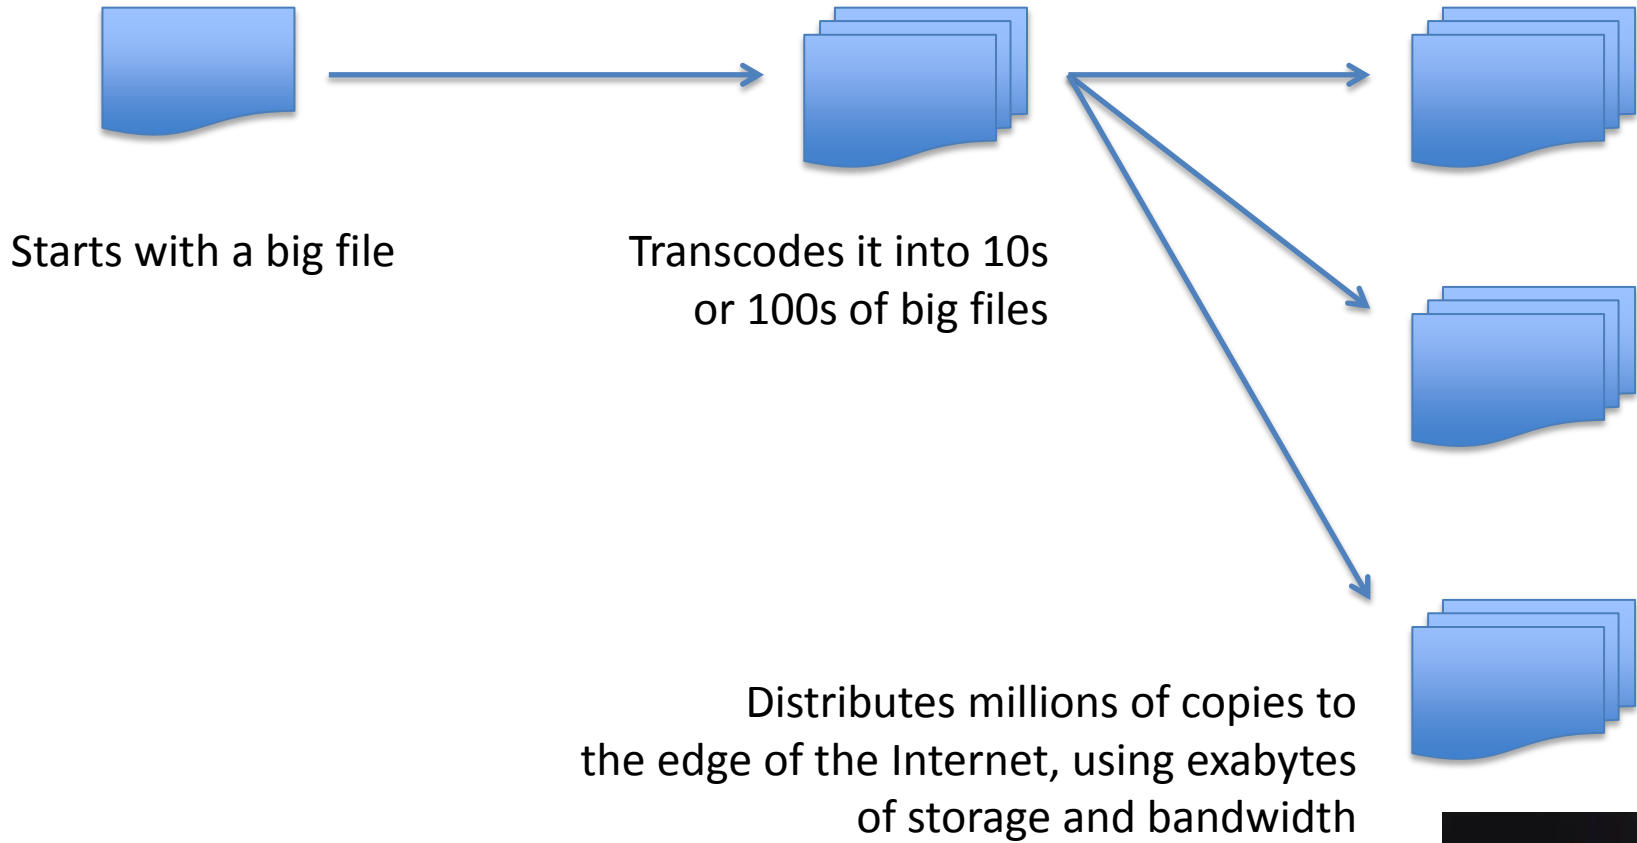 Starts with a big file
Transcodes it into 10s
or 100s of big files
Distributes millions of copies to
the edge of the Internet, using exabytes
of storage and bandwidth